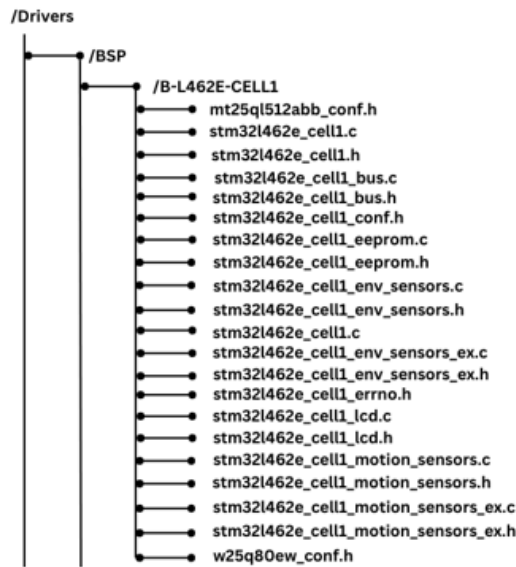 /Drivers
/BSP
/B-L462E-CELL1
mt25ql512abb_conf.h
stm32l462e_cell1.c
stm32l462e_cell1.h
stm32l462e_cell1_bus.c
stm32l462e_cell1_bus.h
stm32l462e_cell1_conf.h
stm32l462e_cell1_eeprom.c
stm32l462e_cell1_eeprom.h
stm32l462e_cell1_env_sensors.c
stm32l462e_cell1_env_sensors.h
stm32l462e_cell1.c
stm32l462e_cell1_env_sensors_ex.c
stm32l462e_cell1_env_sensors_ex.h
stm32l462e_cell1_errno.h
stm32l462e_cell1_lcd.c
stm32l462e_cell1_lcd.h
stm32l462e_cell1_motion_sensors.c
stm32l462e_cell1_motion_sensors.h
stm32l462e_cell1_motion_sensors_ex.c
stm32l462e_cell1_motion_sensors_ex.h
w25q80ew_conf.h